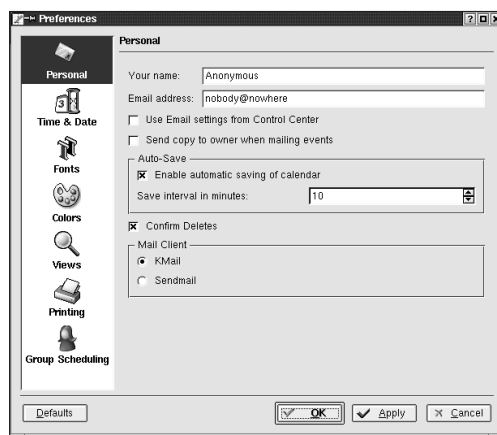 Preferences
Personal
Time & Date
Fonts
Colors
Views
Printing
Group Scheduling
Personal
Your name: Anonymous
Email address: nobody@nowhere
Use Email settings from Control Center
Send copy to owner when mailing events
Auto-Save
Enable automatic saving of calendar
Save interval in minutes: 10
Confirm Deletes
Mail Client
KMail
Sendmail
Defaults OK Apply Cancel